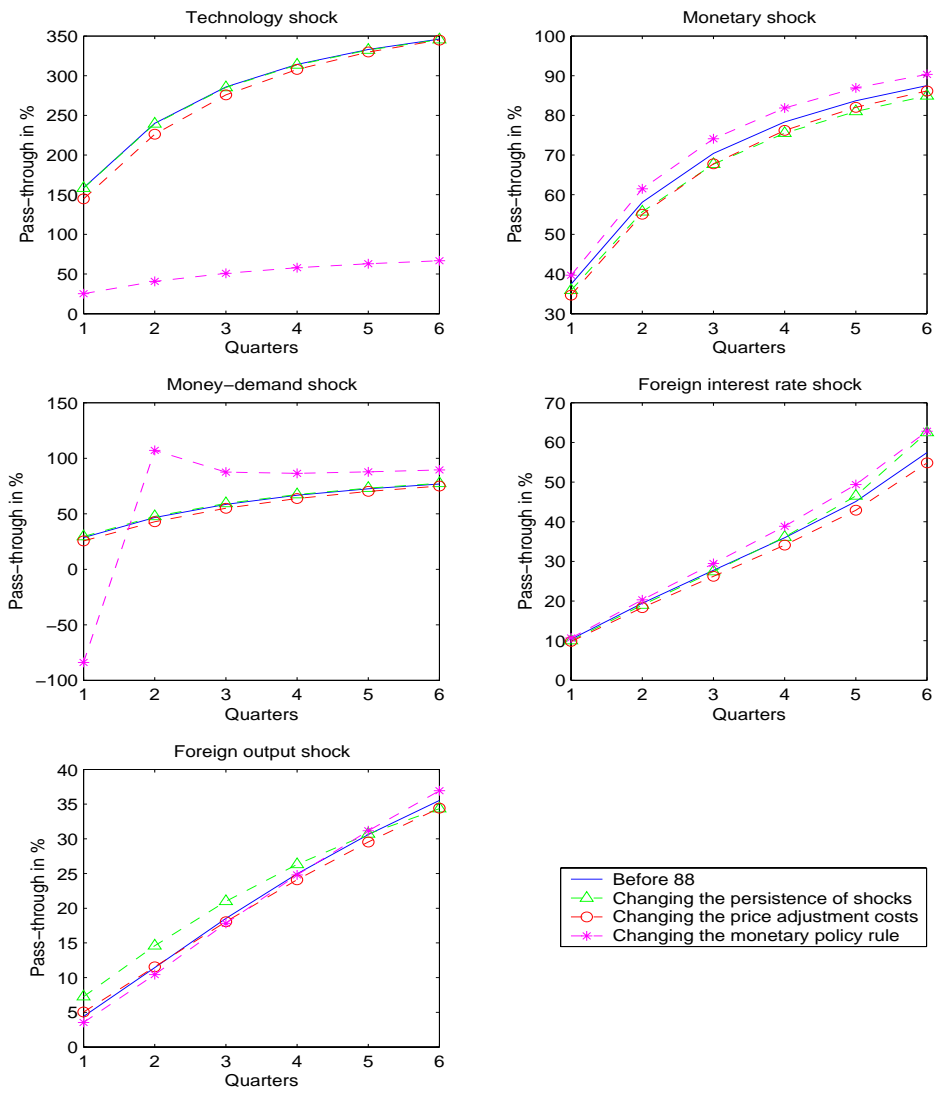 Technology shock
350
300
250
200
150
100
50
0
Pass−through in %
1 2 3 4 5 6
Quarters
Monetary shock
100
90
80
70
60
50
40
30
Pass−through in %
1 2 3 4 5 6
Quarters
Money−demand shock
150
100
50
0
−50
−100
Pass−through in %
1 2 3 4 5 6
Quarters
Foreign interest rate shock
70
60
50
40
30
20
10
0
Pass−through in %
1 2 3 4 5 6
Quarters
Foreign output shock
40
35
30
25
20
15
10
5
0
Pass−through in %
1 2 3 4 5 6
Quarters
Before 88
Changing the persistence of shocks
Changing the price adjustment costs
Changing the monetary policy rule